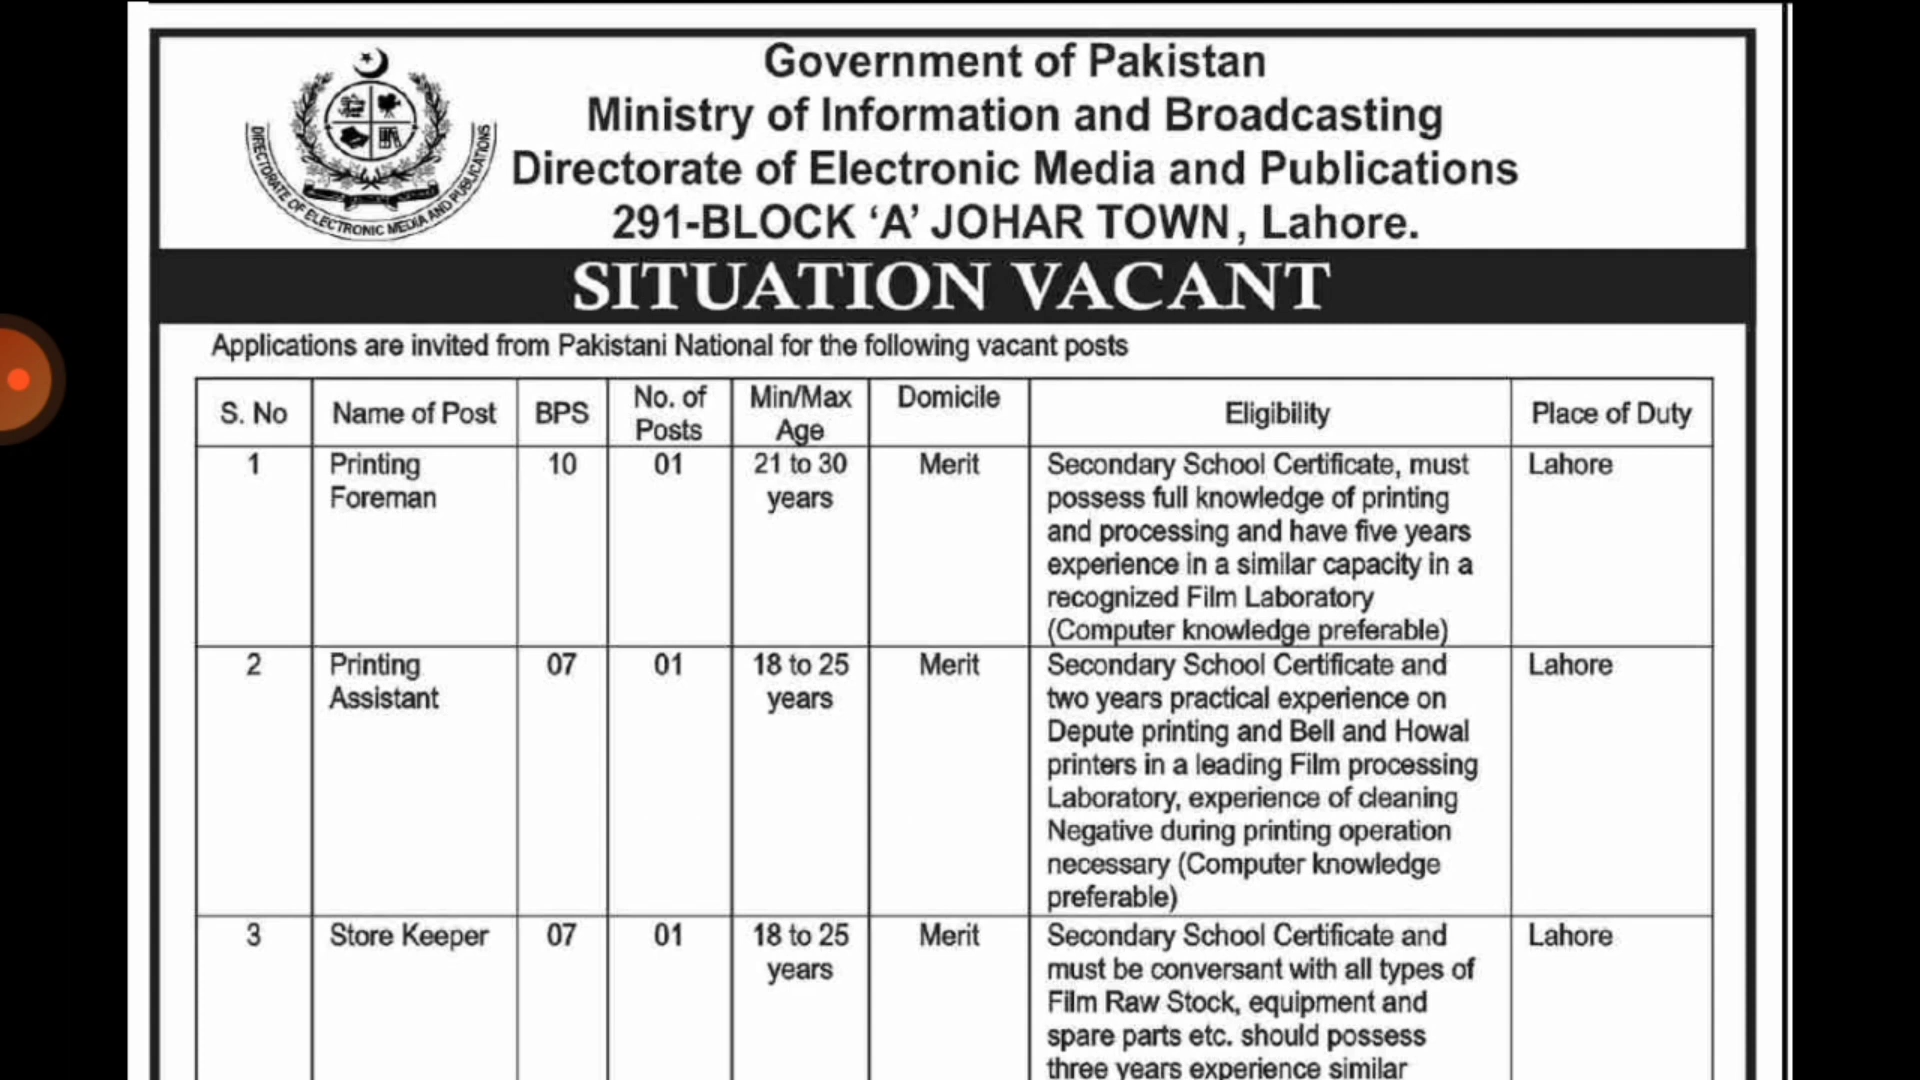 Government of Pakistan
Ministry of Information and Broadcasting
Directorate of Electronic Media and Publications
291-BLOCK ‘A’ JOHAR TOWN, Lahore.
DIRECTORATE OF ELECTRONIC MEDIA AND PUBLICATIONS
SITUATION VACANT
Applications are invited from Pakistani National for the following vacant posts
S. No Name of Post BPS No. of Posts Min/Max Age Domicile Eligibility Place of Duty
1 Printing 10 01 21 to 30 Merit Secondary School Certificate, must Lahore
Foreman years possess full knowledge of printing
and processing and have five years
experience in a similar capacity in a
recognized Film Laboratory
(Computer knowledge preferable)
2 Printing 07 01 18 to 25 Merit Secondary School Certificate and Lahore
Assistant years two years practical experience on
Depute printing and Bell and Howal
printers in a leading Film processing
Laboratory, experience of cleaning
Negative during printing operation
necessary (Computer knowledge
preferable)
3 Store Keeper 07 01 18 to 25 Merit Secondary School Certificate and Lahore
years must be conversant with all types of
Film Raw Stock, equipment and
spare parts etc. should possess
three years experience similar